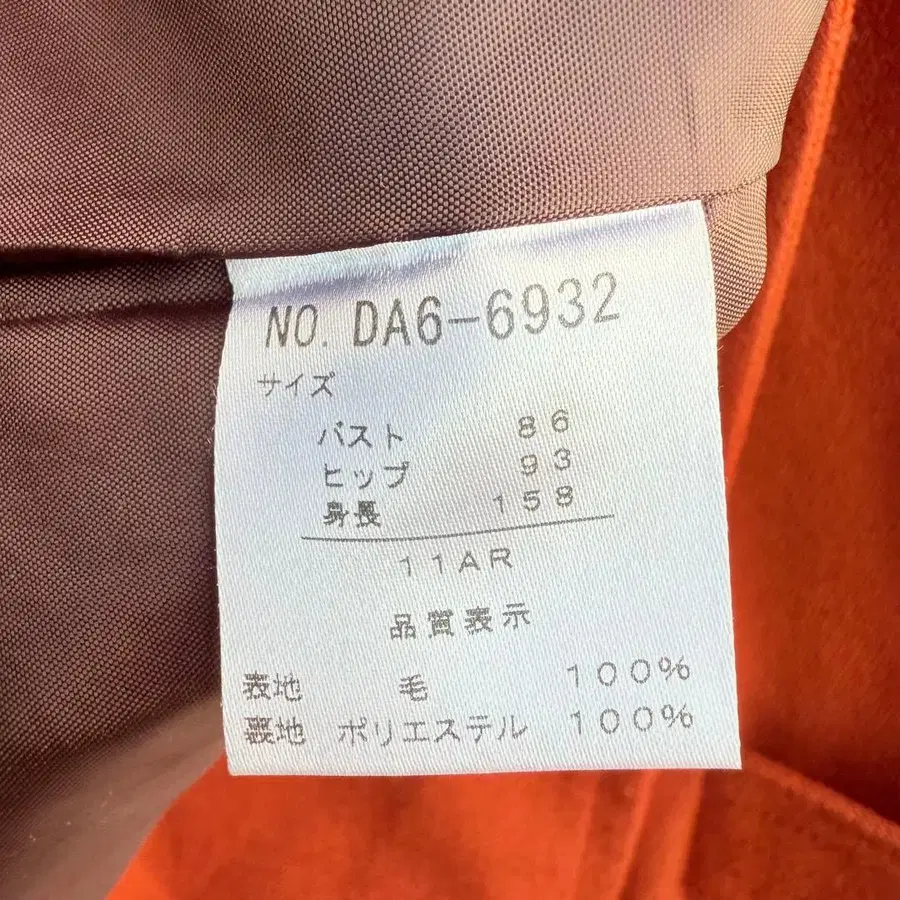 NO. DA6-6932
サイズ
バスト 86
ヒップ 93
身長 158
11AR
品質表示
表地 毛 100%
裏地 ポリエステル 100%